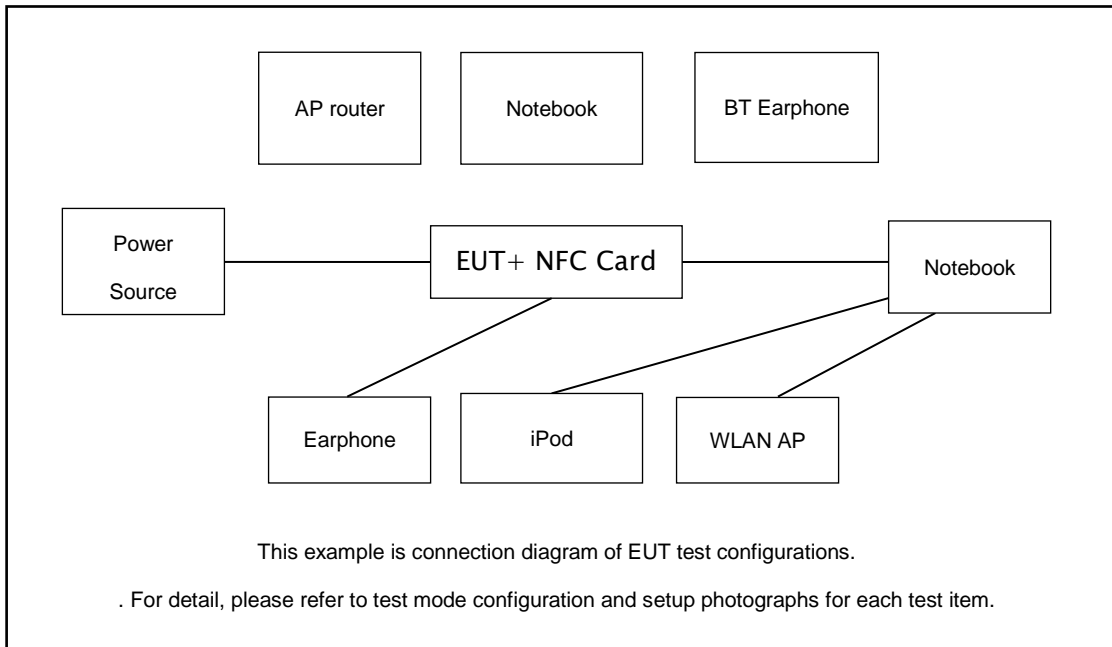 AP router
Notebook
BT Earphone
Power
Source
EUT+ NFC Card
Notebook
Earphone
iPod
WLAN AP
This example is connection diagram of EUT test configurations.
. For detail, please refer to test mode configuration and setup photographs for each test item.